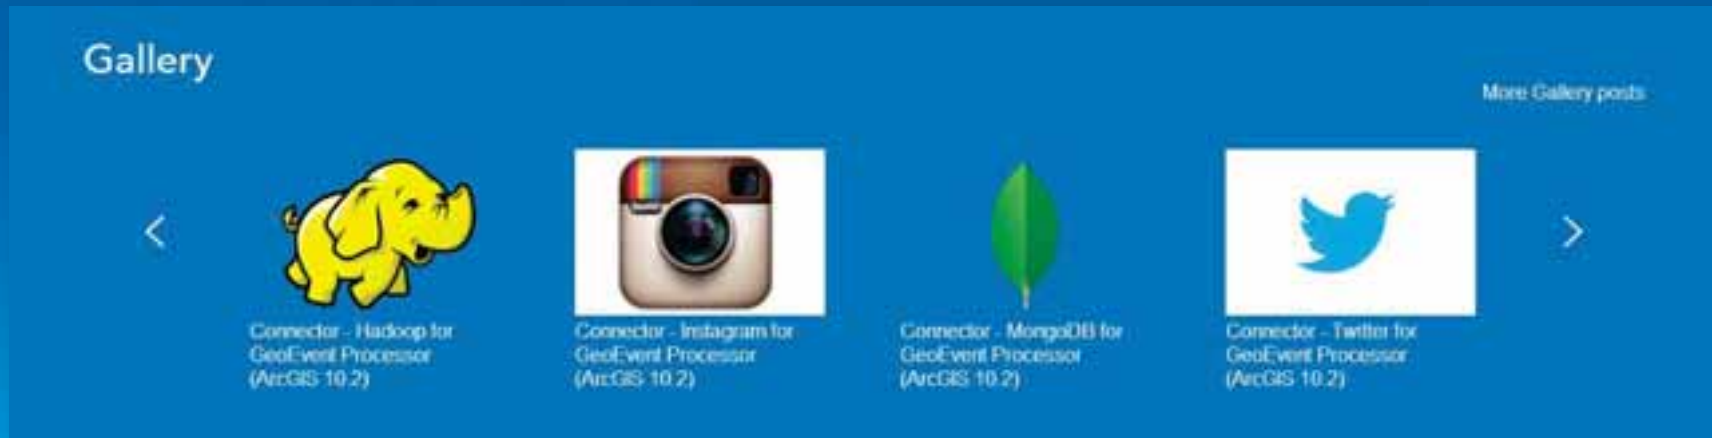 Gallery
More Gallery posts
Connector - Hadoop for
GeoEvent Processor
(ArcGIS 10.2)
Connector - Instagram for
GeoEvent Processor
(ArcGIS 10.2)
Connector - MongoDB for
GeoEvent Processor
(ArcGIS 10.2)
Connector - Twitter for
GeoEvent Processor
(ArcGIS 10.2)